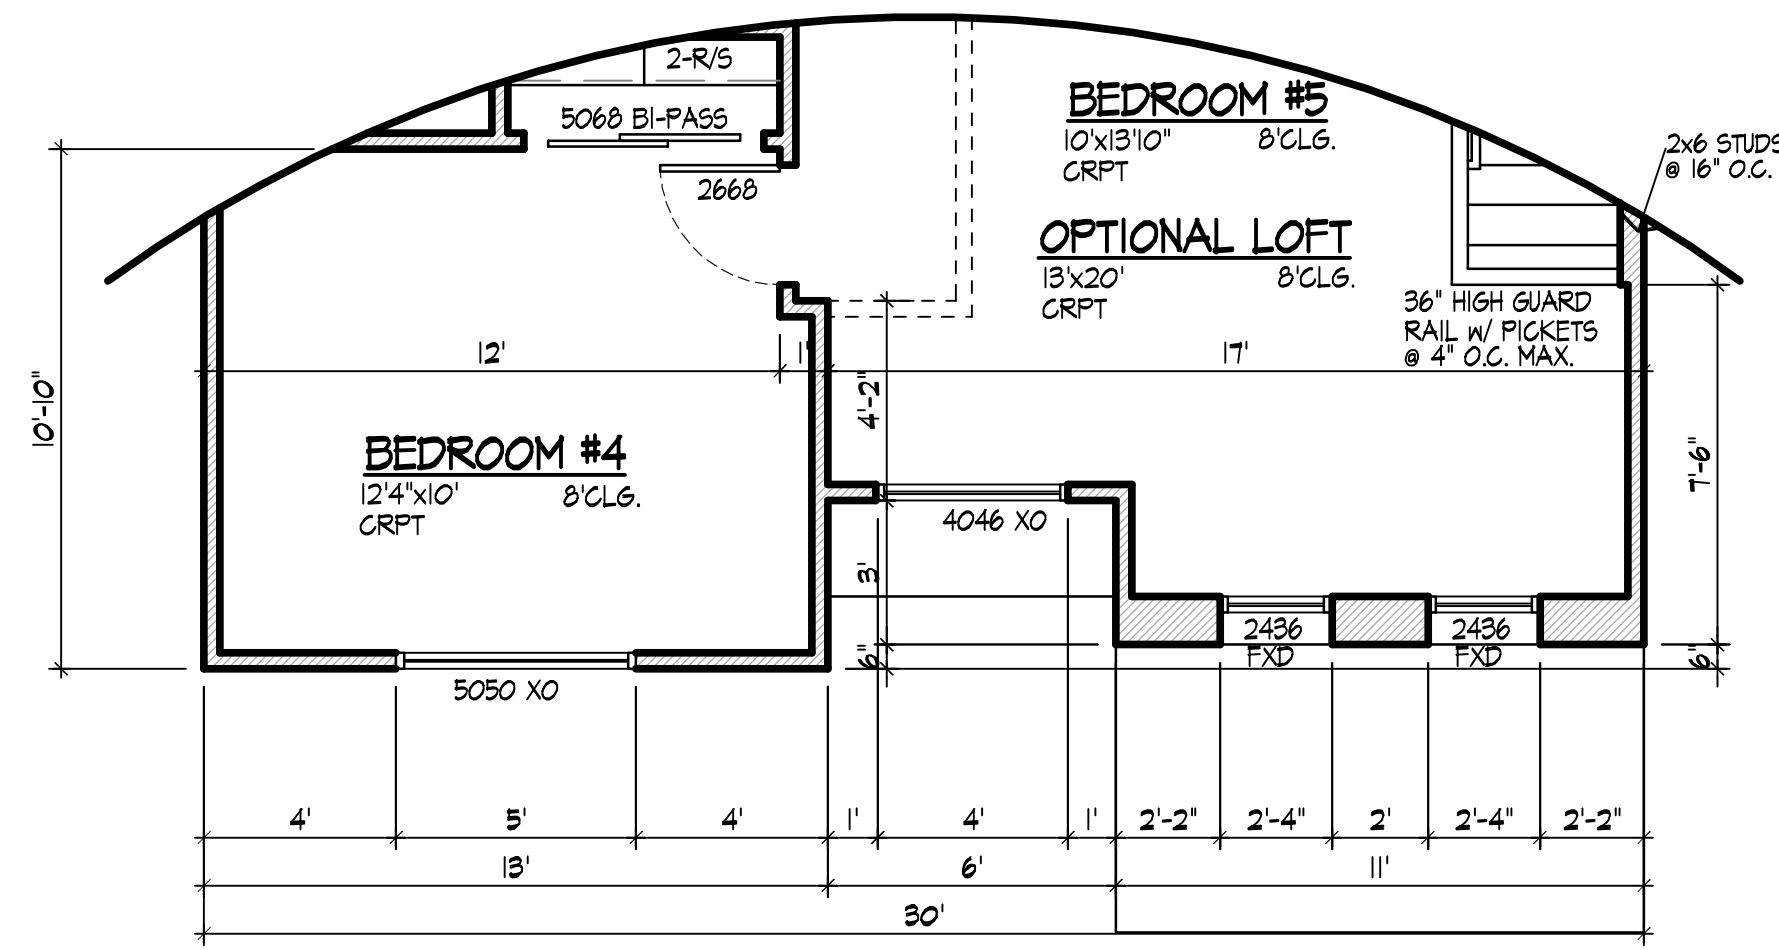 2-R/S
5068 BI-PASS
2668
BEDROOM #5
10'x13'10" 8'CLG.
CRPT
2x6 STUDS
@ 16" O.C.
OPTIONAL LOFT
13'x20' 8'CLG.
CRPT
36" HIGH GUARD
RAIL w/ PICKETS
@ 4" O.C. MAX.
12' 1' 17'
10'-10"
4'-2"
BEDROOM #4
12'4"x10' 8'CLG.
CRPT
7'-6"
4046 XO
3'
2436
FXD
2436
FXD
6"
6"
5050 XO
4' 5' 4' 1' 4' 1' 2'-2" 2'-4" 2' 2'-4" 2'-2"
13' 6' 11'
30'